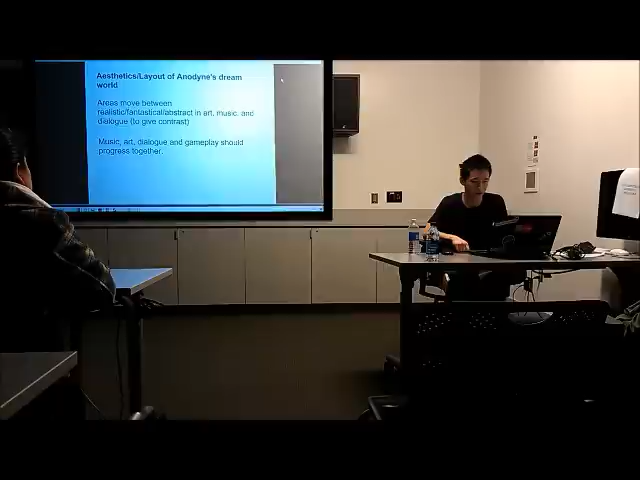 Aesthetics/Layout of Anodyne's dream
world
Areas move between
realistic/fantastical/abstract in art, music, and
dialogue (to give contrast)
Music, art, dialogue and gameplay should
progress together.